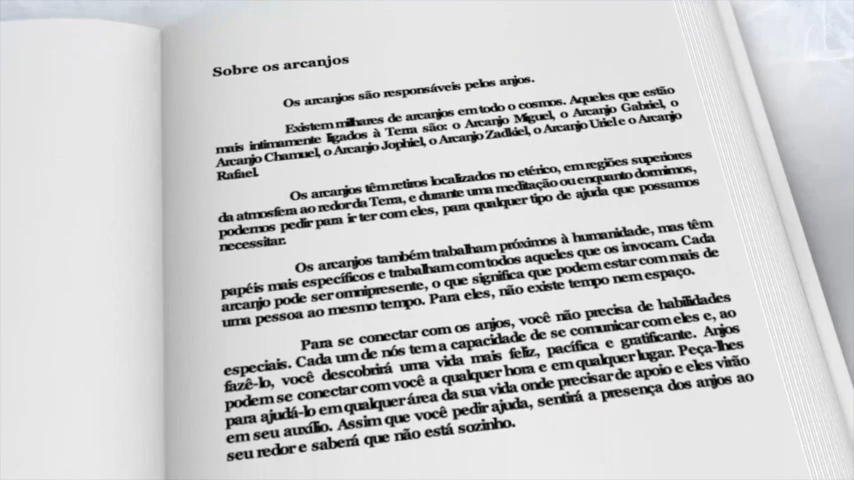 Sobre os arcanjos
Os arcanjos são responsáveis pelos anjos.
Existem milhares de arcanjos em todo o cosmos. Aqueles que estão
mais intimamente ligados à Terra são: o Arcanjo Miguel, o Arcanjo Gabriel, o
Arcanjo Chamuel, o Arcanjo Jophiel, o Arcanjo Zadkiel, o Arcanjo Uriel e o Arcanjo
Rafael.
Os arcanjos têm retiros localizados no etérico, em regiões superiores
da atmosfera ao redor da Terra, e durante uma meditação ou enquanto dormimos,
podemos pedir para ir ter com eles, para qualquer tipo de ajuda que possamos
necessitar.
Os arcanjos também trabalham próximos à humanidade, mas têm
papéis mais específicos e trabalham com todos aqueles que os invocam. Cada
arcanjo pode ser omnipresente, o que significa que podem estar com mais de
uma pessoa ao mesmo tempo. Para eles, não existe tempo nem espaço.
Para se conectar com os anjos, você não precisa de habilidades
especiais. Cada um de nós tem a capacidade de se comunicar com eles e, ao
fazê-lo, você descobrirá uma vida mais feliz, pacífica e gratificante. Anjos
podem se conectar com você a qualquer hora e em qualquer lugar. Peça-lhes
para ajudá-lo em qualquer área da sua vida onde precisar de apoio e eles virão
em seu auxílio. Assim que você pedir ajuda, sentirá a presença dos anjos ao
seu redor e saberá que não está sozinho.